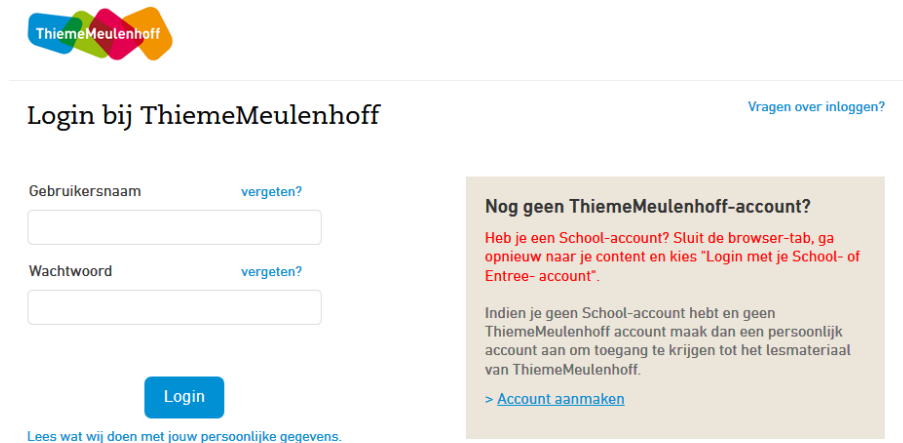 ThiemeMeulenhoff
Login bij ThiemeMeulenhoff
Vragen over inloggen?
Gebruikersnaam vergeten?
Wachtwoord vergeten?
Login
Lees wat wij doen met jouw persoonlijke gegevens.
Nog geen ThiemeMeulenhoff-account?
Heb je een School-account? Sluit de browser-tab, ga
opnieuw naar je content en kies "Login met je School- of
Entree- account".
Indien je geen School-account hebt en geen
ThiemeMeulenhoff account maak dan een persoonlijk
account aan om toegang te krijgen tot het lesmateriaal
van ThiemeMeulenhoff.
> Account aanmaken